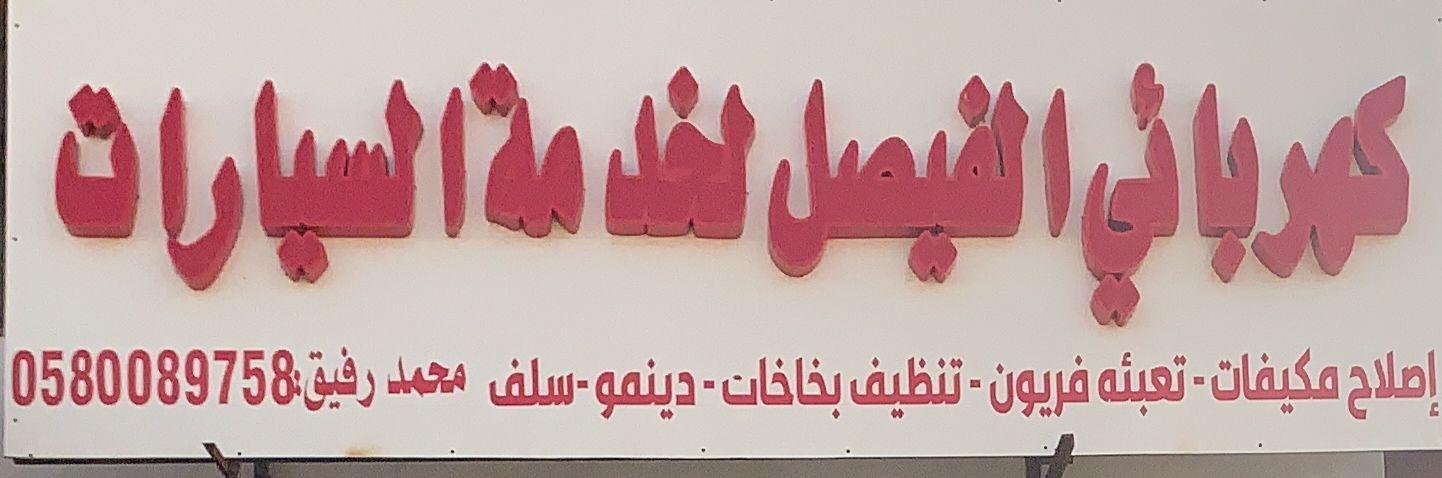 كهربائي الفيصل لخدمة السيارات
إصلاح مكيفات - تعبئه فريون - تنظيف بخاخات - دينمو - سلف محمد رفيق: 0580089758